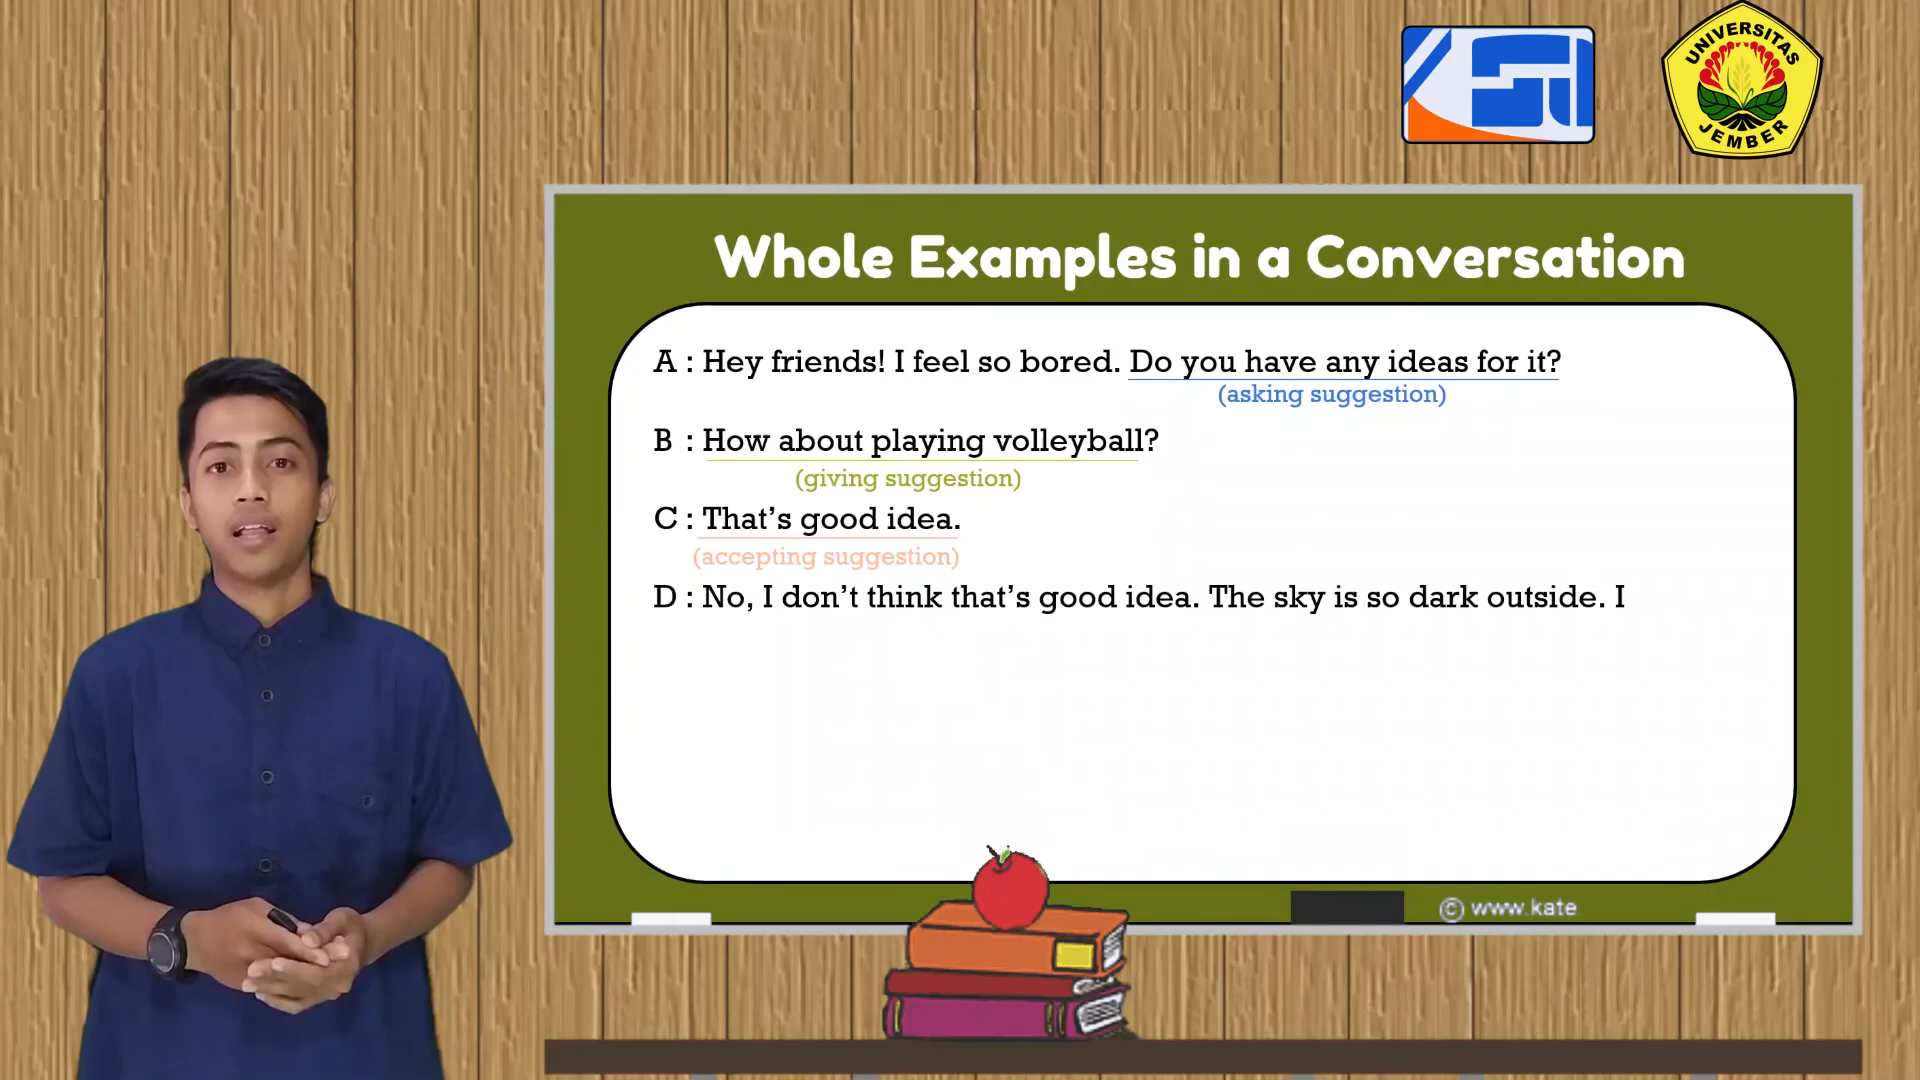 UNIVERSITAS
JEMBER
Whole Examples in a Conversation
A : Hey friends! I feel so bored. Do you have any ideas for it?
(asking suggestion)
B : How about playing volleyball?
(giving suggestion)
C : That's good idea.
(accepting suggestion)
D : No, I don't think that's good idea. The sky is so dark outside. I
© www.kate